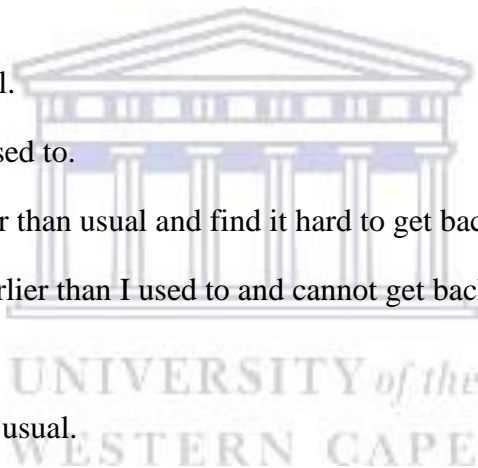 l.
sed to.
r than usual and find it hard to get bac
rlier than I used to and cannot get bac
UNIVERSITY of the
usual.
WESTERN CAPE